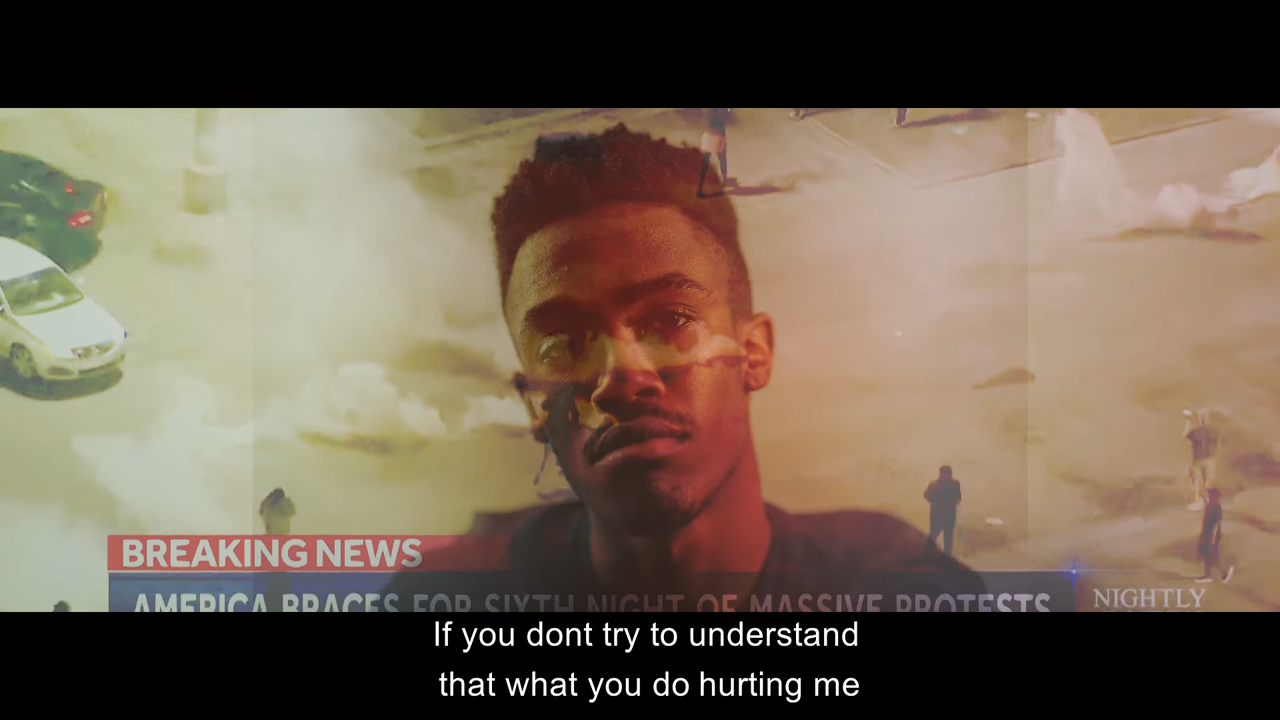 BREAKING NEWS
AMERICA BRACES FOR SIXTH NIGHT OF MASSIVE PROTESTS
NIGHTLY
If you dont try to understand
that what you do hurting me